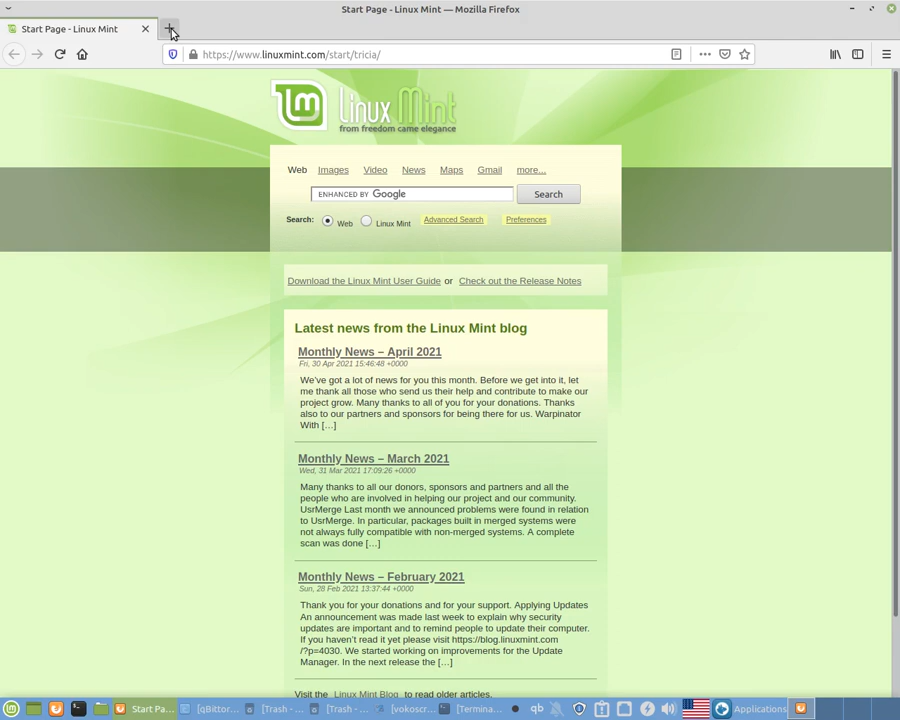 Start Page - Linux Mint — Mozilla Firefox
Start Page - Linux Mint
https://www.linuxmint.com/start/tricia/
Linux Mint
from freedom came elegance
Web Images Video News Maps Gmail more...
ENHANCED BY Google Search
Search: Web Linux Mint Advanced Search Preferences
Download the Linux Mint User Guide or Check out the Release Notes
Latest news from the Linux Mint blog
Monthly News – April 2021
Fri, 30 Apr 2021 15:46:48 +0000
We've got a lot of news for you this month. Before we get into it, let
me thank all those who send us their help and contribute to make our
project grow. Many thanks to all of you for your donations. Thanks
also to our partners and sponsors for being there for us. Warpinator
With […]
Monthly News – March 2021
Wed, 31 Mar 2021 17:09:26 +0000
Many thanks to all our donors, sponsors and partners and all the
people who are involved in helping our project and our community.
UsrMerge Last month we announced problems were found in relation
to UsrMerge. In particular, packages built in merged systems were
not always fully compatible with non-merged systems. A complete
scan was done […]
Monthly News – February 2021
Sun, 28 Feb 2021 13:37:44 +0000
Thank you for your donations and for your support. Applying Updates
An announcement was made last week to explain why security
updates are important and to remind people to update their computer.
If you haven't read it yet please visit https://blog.linuxmint.com
/?p=4030. We started working on improvements for the Update
Manager. In the next release the […]
Visit the Linux Mint Blog to read older articles.
Start Pa... [qBittor... [Trash - ... [Trash - ... [vokoscr... [Termina... qb Applications